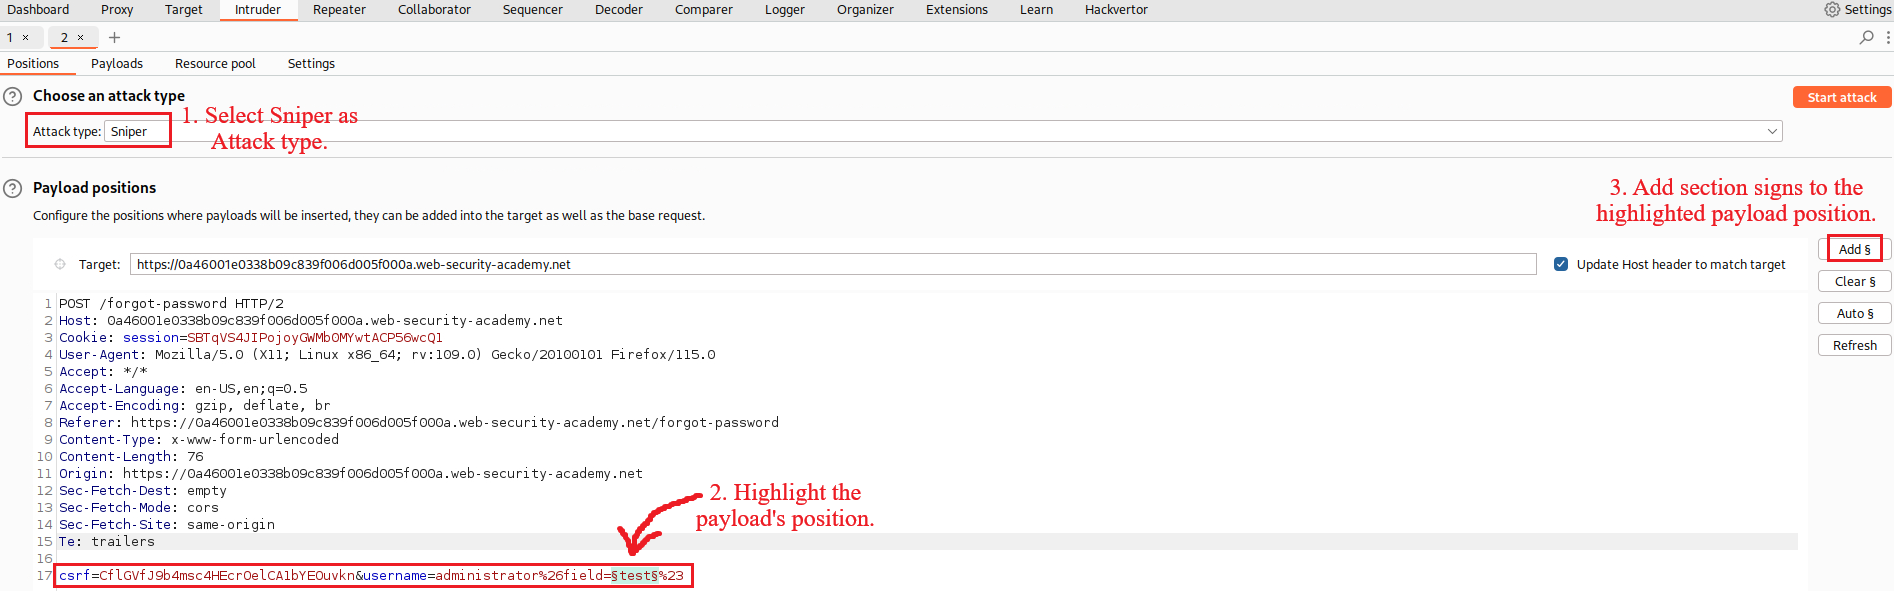 Dashboard Proxy Target Intruder Repeater Collaborator Sequencer Decoder Comparer Logger Organizer Extensions Learn Hackvertor Settings
1 × 2 × +
Positions Payloads Resource pool Settings
Choose an attack type
Start attack
Attack type: Sniper
1. Select Sniper as
Attack type.
Payload positions
Configure the positions where payloads will be inserted, they can be added into the target as well as the base request.
3. Add section signs to the
highlighted payload position.
Target: https://0a46001e0338b09c839f006d005f000a.web-security-academy.net
Update Host header to match target
Add §
Clear §
Auto §
Refresh
1 POST /forgot-password HTTP/2
2 Host: 0a46001e0338b09c839f006d005f000a.web-security-academy.net
3 Cookie: session=SBTqVS4JIPojoyGWMbOMYwtACP56wcQ1
4 User-Agent: Mozilla/5.0 (X11; Linux x86_64; rv:109.0) Gecko/20100101 Firefox/115.0
5 Accept: */*
6 Accept-Language: en-US,en;q=0.5
7 Accept-Encoding: gzip, deflate, br
8 Referer: https://0a46001e0338b09c839f006d005f000a.web-security-academy.net/forgot-password
9 Content-Type: x-www-form-urlencoded
10 Content-Length: 76
11 Origin: https://0a46001e0338b09c839f006d005f000a.web-security-academy.net
12 Sec-Fetch-Dest: empty
13 Sec-Fetch-Mode: cors
14 Sec-Fetch-Site: same-origin
15 Te: trailers
16
17 csrf=CflGVfJ9b4msc4HEcrOelCA1bYEOuvkn&username=administrator%26field=§test§%23
2. Highlight the
payload's position.